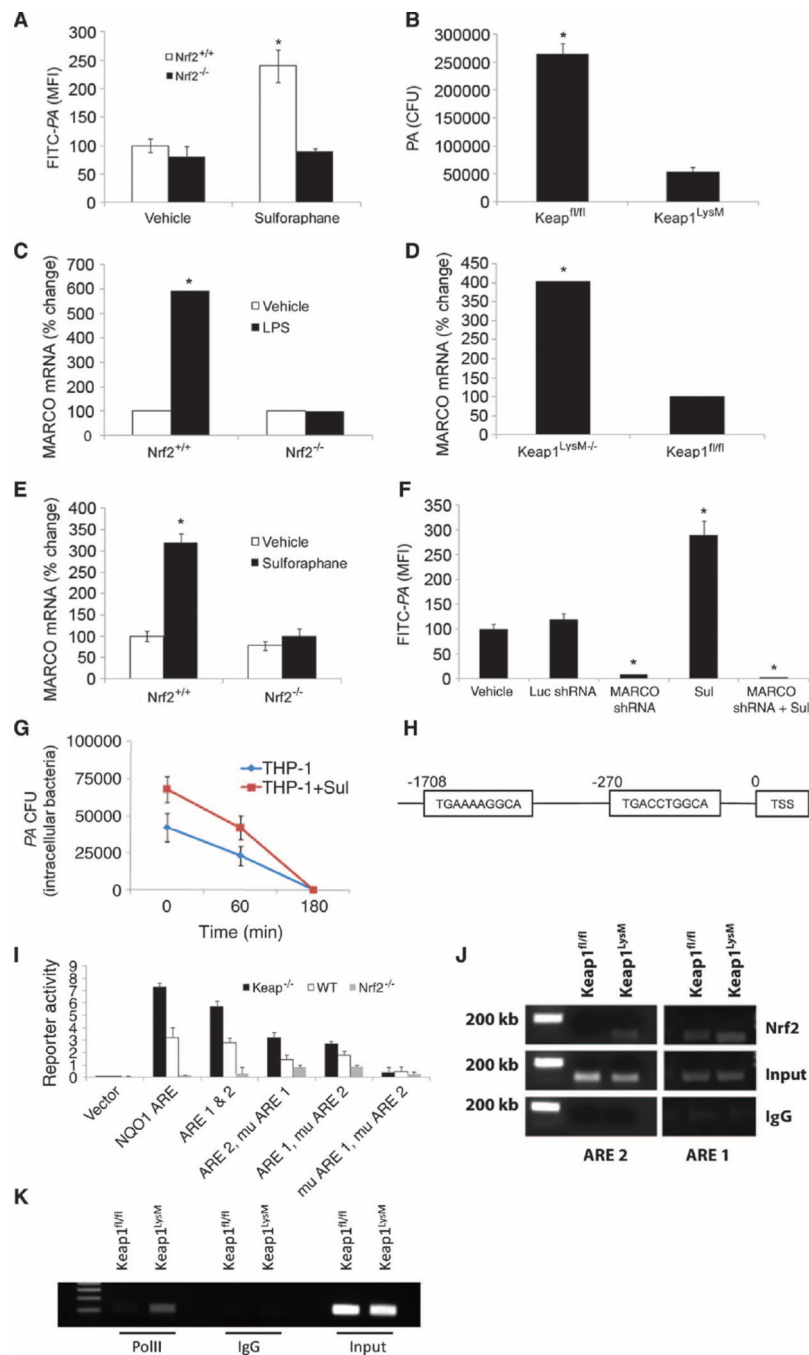 A
Nrf2+/+
Nrf2-/-
FITC-PA (MFI)
350
300
250
200
150
100
50
0
*
Vehicle
Sulforaphane
B
PA (CFU)
300000
250000
200000
150000
100000
50000
0
*
Keapfl/fl
Keap1LysM
C
MARCO mRNA (% change)
700
600
500
400
300
200
100
0
*
Vehicle
LPS
Nrf2+/+
Nrf2-/-
D
MARCO mRNA (% change)
450
400
350
300
250
200
150
100
50
0
*
Keap1LysM-/-
Keap1fl/fl
E
MARCO mRNA (% change)
400
350
300
250
200
150
100
50
0
*
Vehicle
Sulforaphane
Nrf2+/+
Nrf2-/-
F
FITC-PA (MFI)
350
300
250
200
150
100
50
0
*
*
*
Vehicle
Luc shRNA
MARCO shRNA
Sul
MARCO shRNA + Sul
G
PA CFU
(intracellular bacteria)
100000
75000
50000
25000
0
THP-1
THP-1+Sul
0 60 180
Time (min)
H
-1708
-270
0
TGAAAAGGCA
TGACCTGGCA
TSS
I
Reporter activity
9
7
6
5
3
2
1
Keap-/-
WT
Nrf2-/-
Vector
NQO1 ARE
ARE 1 & 2
ARE 2, mu ARE 1
ARE 1, mu ARE 2
mu ARE 1, mu ARE 2
J
Keap1fl/fl
Keap1LysM
Keap1fl/fl
Keap1LysM
200 kb
Nrf2
200 kb
Input
200 kb
IgG
ARE 2
ARE 1
K
Keap1fl/fl
Keap1LysM
Keap1fl/fl
Keap1LysM
Keap1fl/fl
Keap1LysM
PolII
IgG
Input